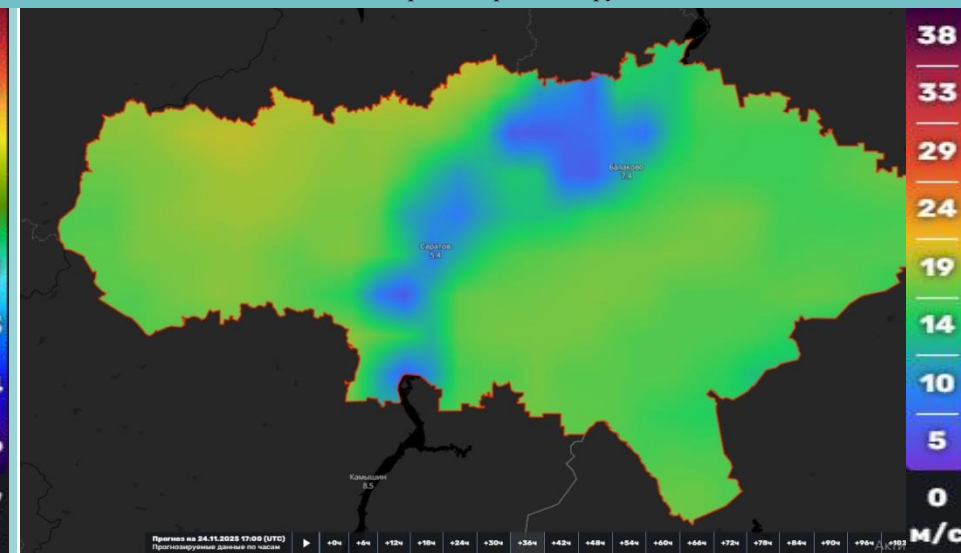 38
33
29
24
19
14
10
5
0
м/с
Балаково
7.4
Саратов
5.4
Камышин
8.5
Прогноз на 24.11.2025 17:00 (UTC)
Прогнозируемые данные по часам
+0ч +6ч +12ч +18ч +24ч +30ч +36ч +42ч +48ч +54ч +60ч +66ч +72ч +78ч +84ч +90ч +96ч